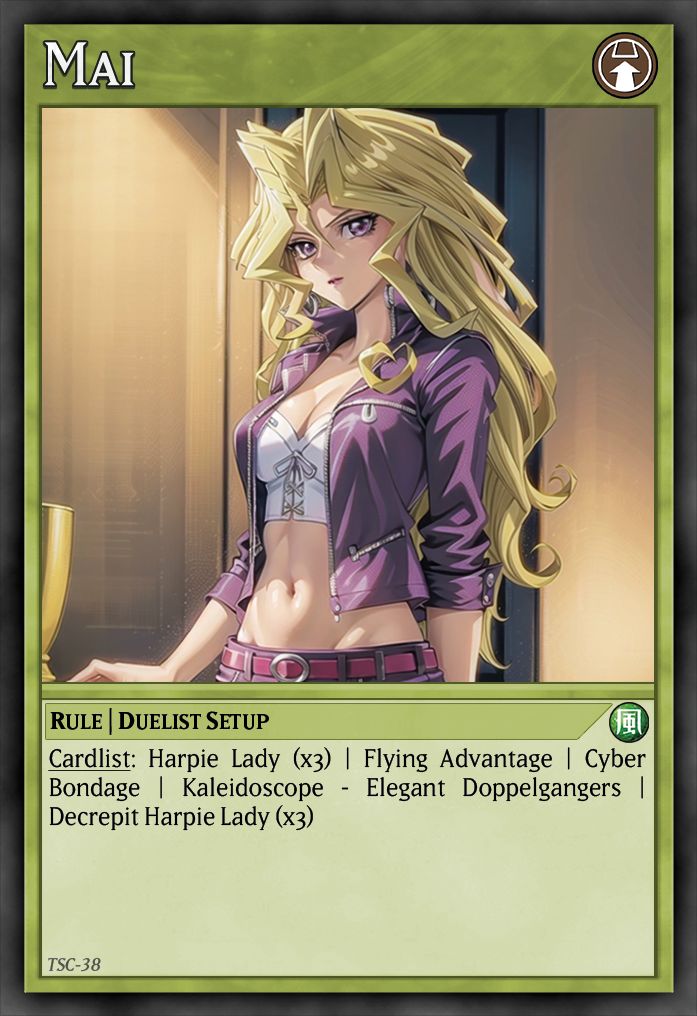 Mai
Rule | Duelist Setup
風
Cardlist: Harpie Lady (x3) | Flying Advantage | Cyber
Bondage | Kaleidoscope - Elegant Doppelgangers |
Decrepit Harpie Lady (x3)
TSC-38